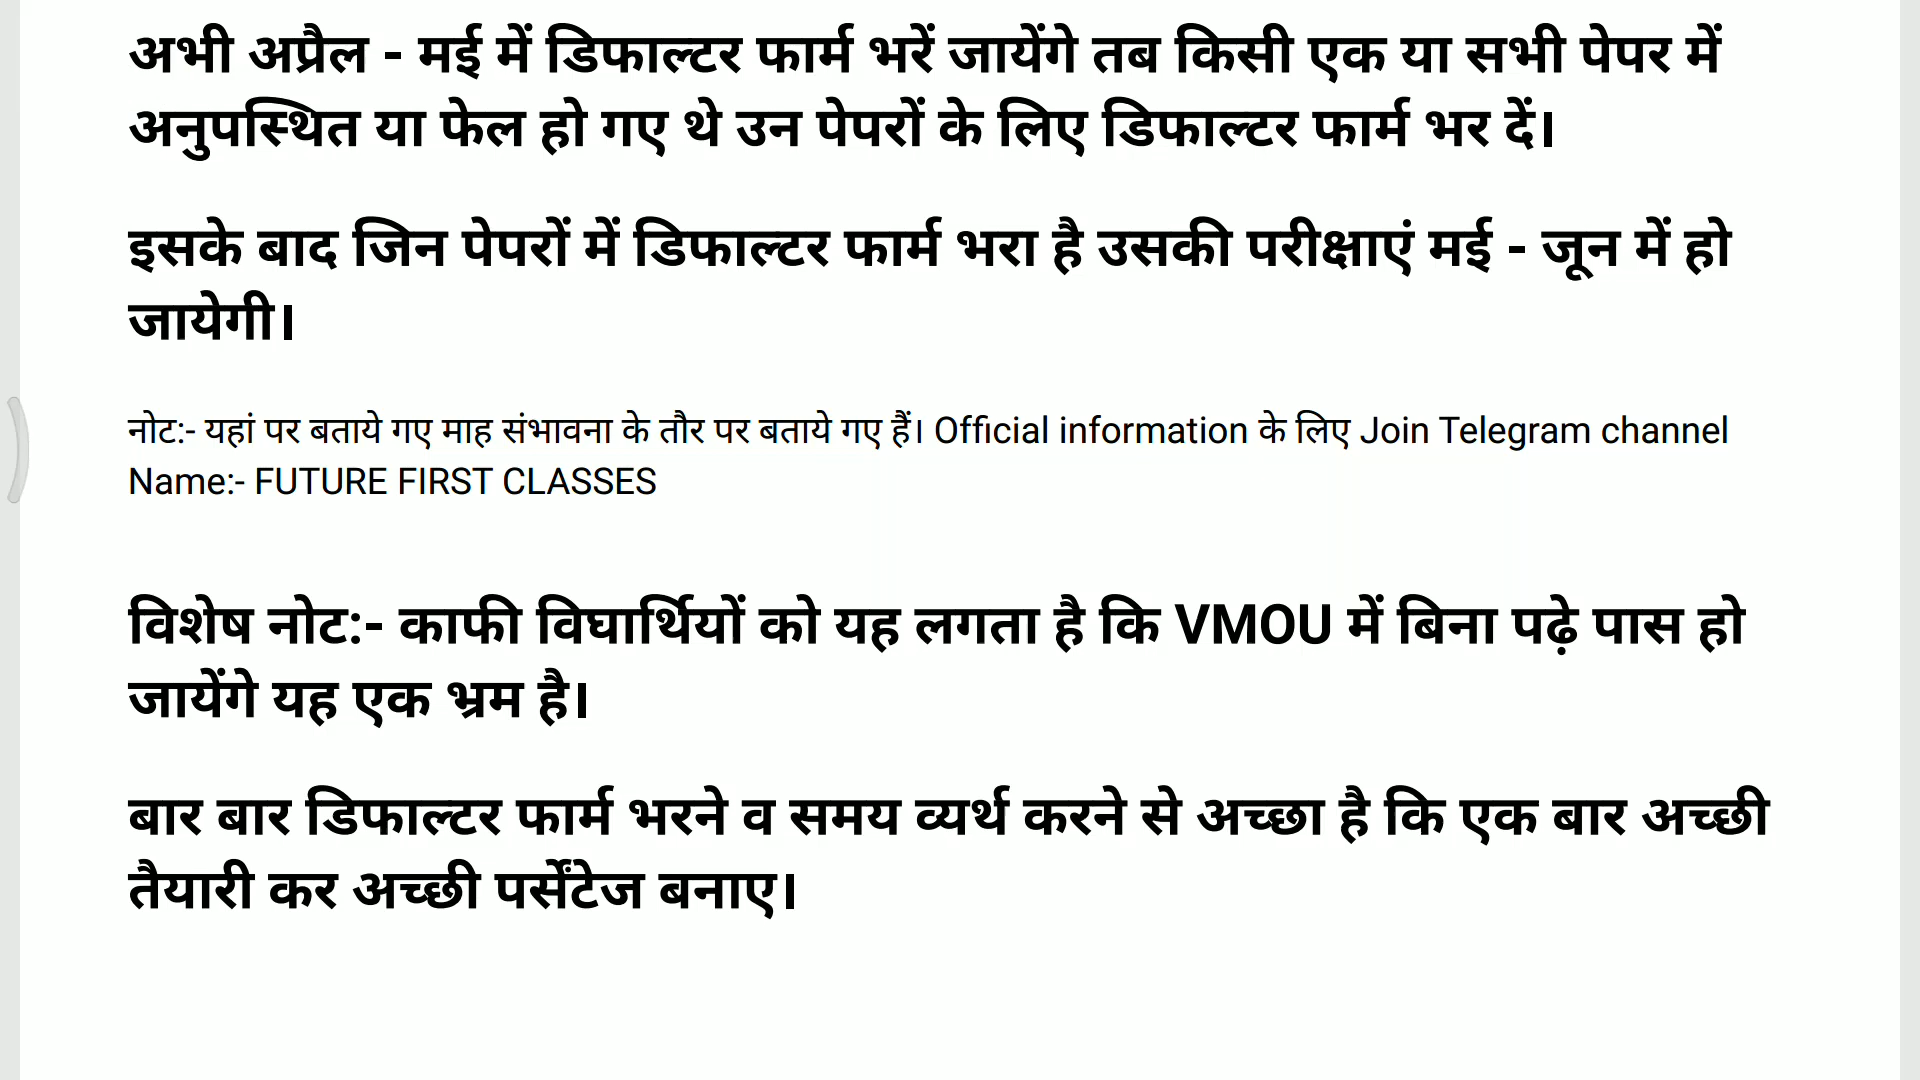 अभी अप्रैल - मई में डिफाल्टर फार्म भरें जायेंगे तब किसी एक या सभी पेपर में
अनुपस्थित या फेल हो गए थे उन पेपरों के लिए डिफाल्टर फार्म भर दें।
इसके बाद जिन पेपरों में डिफाल्टर फार्म भरा है उसकी परीक्षाएं मई - जून में हो
जायेगी।
नोट:- यहां पर बताये गए माह संभावना के तौर पर बताये गए हैं। Official information के लिए Join Telegram channel
Name:- FUTURE FIRST CLASSES
विशेष नोट:- काफी विघार्थियों को यह लगता है कि VMOU में बिना पढ़े पास हो
जायेंगे यह एक भ्रम है।
बार बार डिफाल्टर फार्म भरने व समय व्यर्थ करने से अच्छा है कि एक बार अच्छी
तैयारी कर अच्छी पर्सेंटेज बनाए।